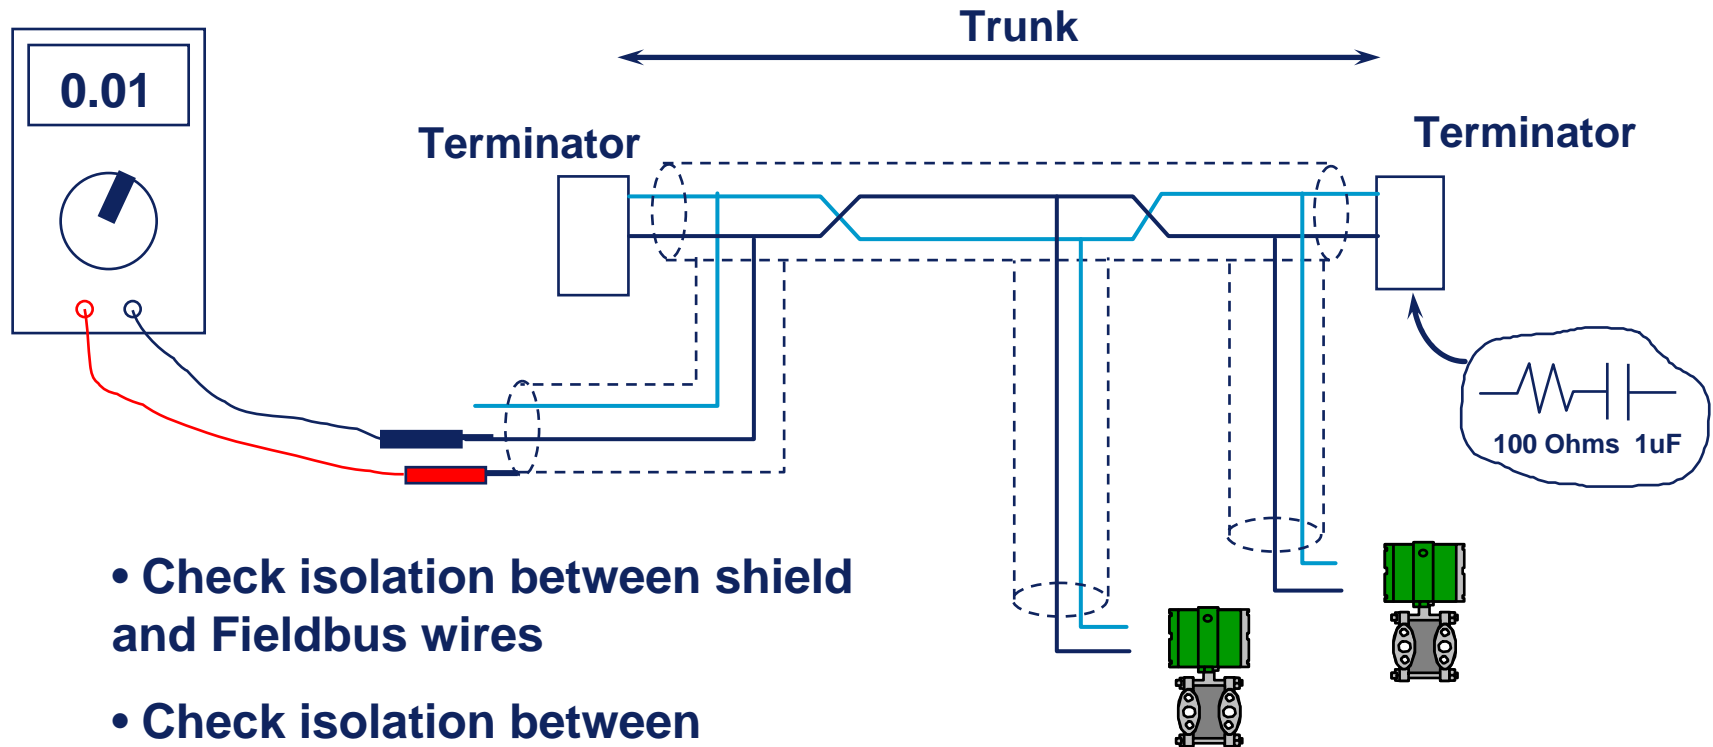 Trunk
0.01
Terminator
Terminator
100 Ohms 1uF
• Check isolation between shield
and Fieldbus wires
• Check isolation between